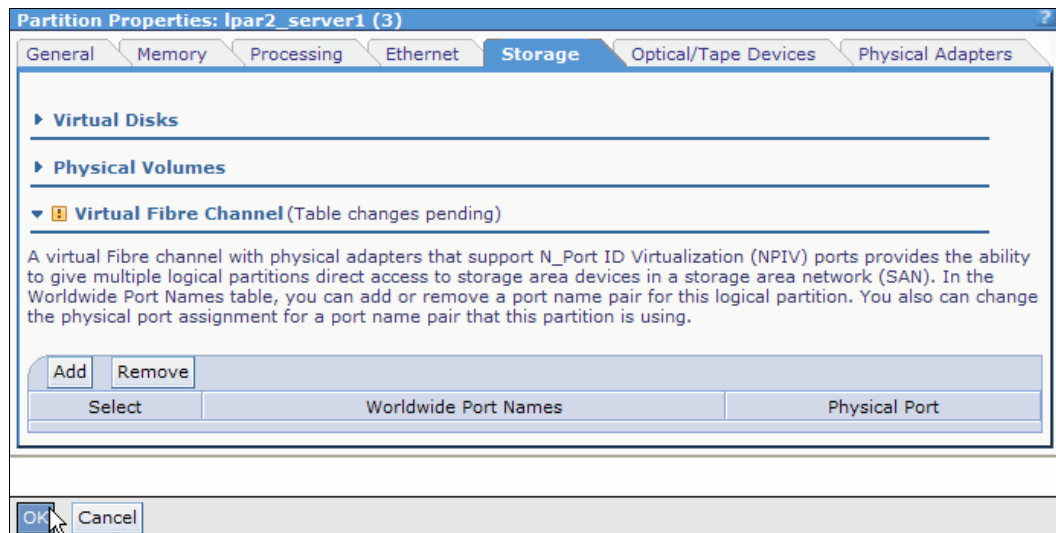 Partition Properties: lpar2_server1 (3) ?
General Memory Processing Ethernet Storage Optical/Tape Devices Physical Adapters
Virtual Disks
Physical Volumes
Virtual Fibre Channel (Table changes pending)
A virtual Fibre channel with physical adapters that support N_Port ID Virtualization (NPIV) ports provides the ability
to give multiple logical partitions direct access to storage area devices in a storage area network (SAN). In the
Worldwide Port Names table, you can add or remove a port name pair for this logical partition. You also can change
the physical port assignment for a port name pair that this partition is using.
Add Remove
Select Worldwide Port Names Physical Port
OK Cancel